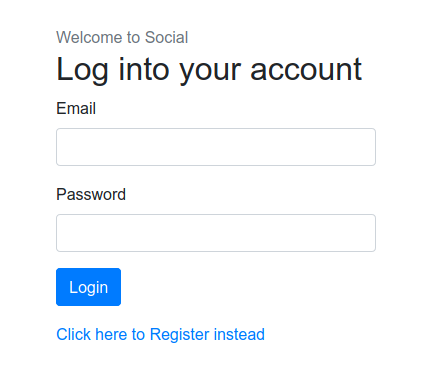 Welcome to Social
Log into your account
Email
Password
Login
Click here to Register instead